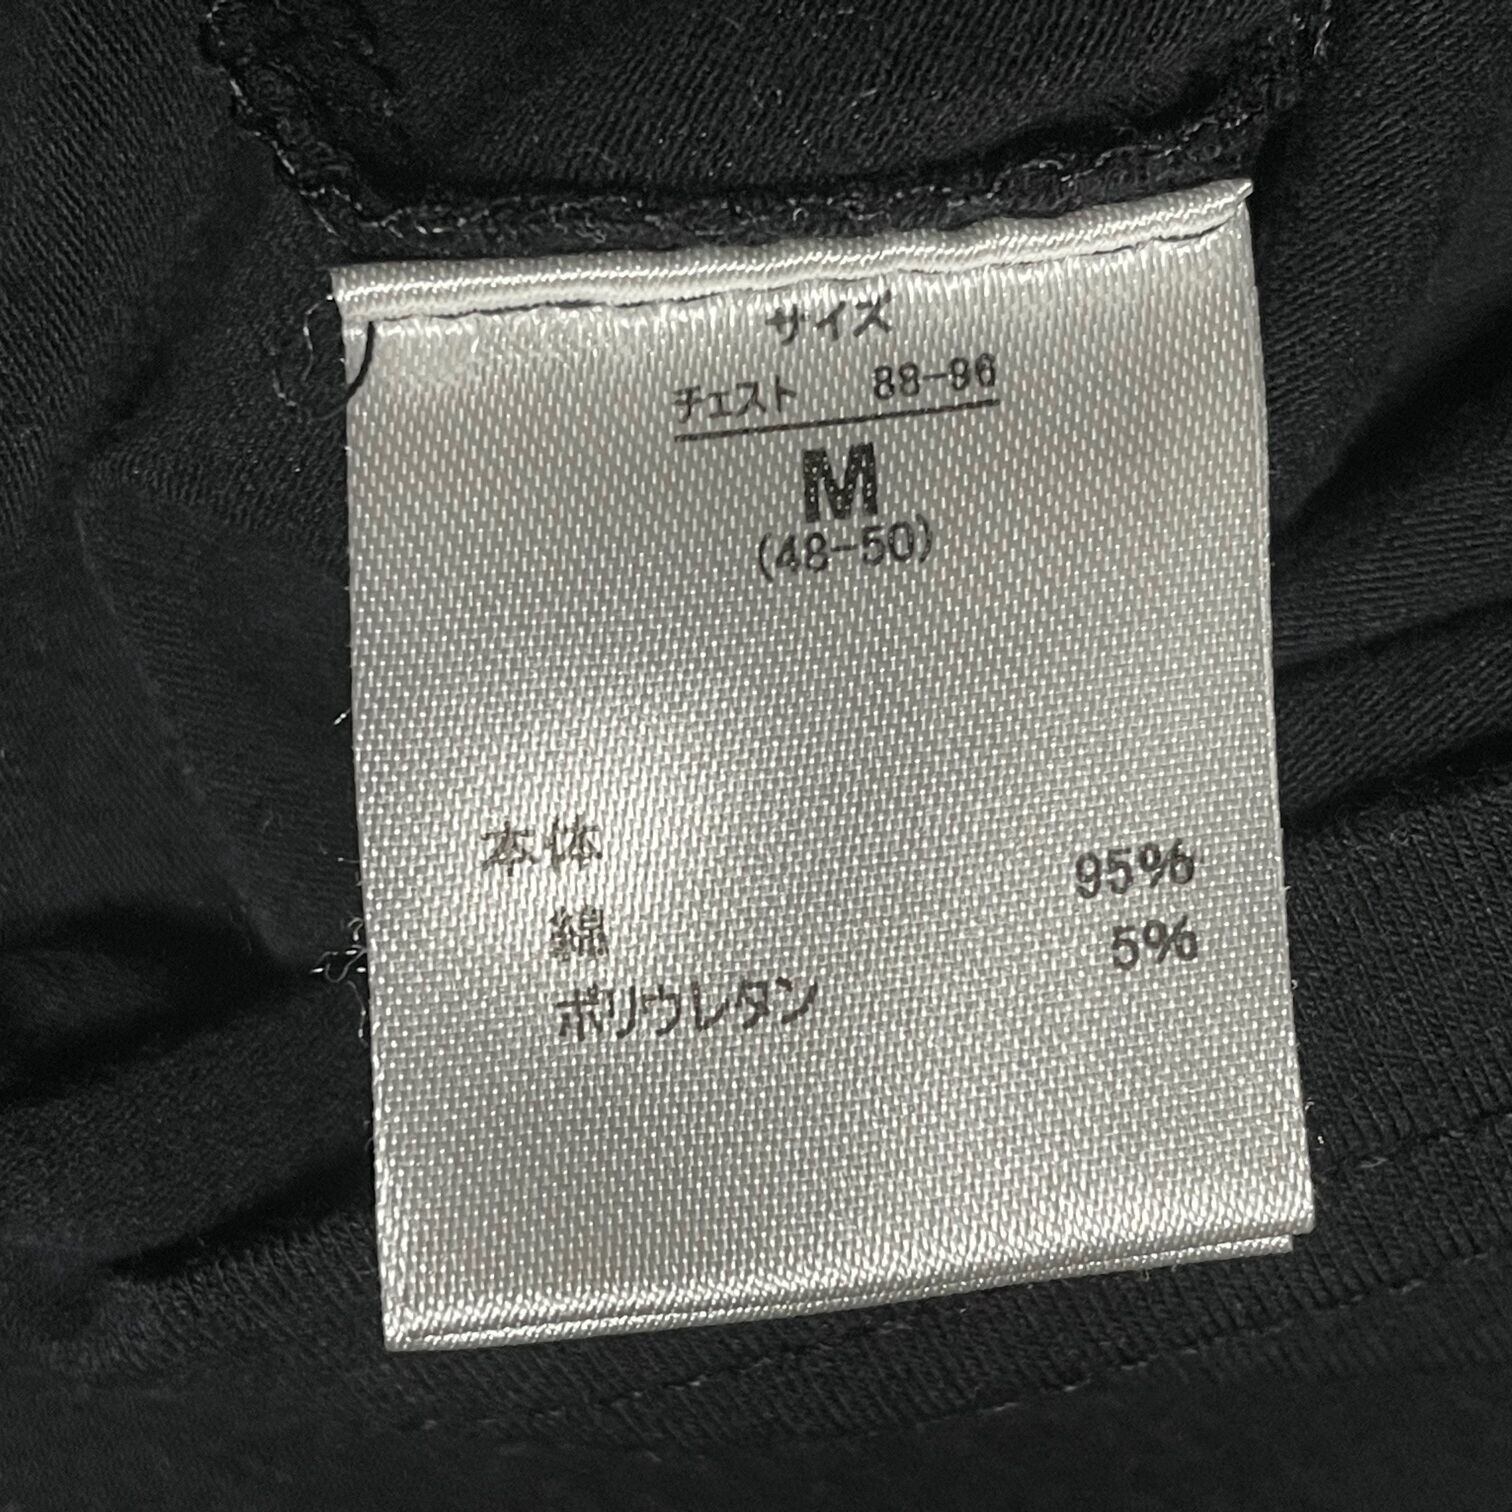 サイズ
チェスト 88-96
M
(48-50)
本体
綿 95%
ポリウレタン 5%